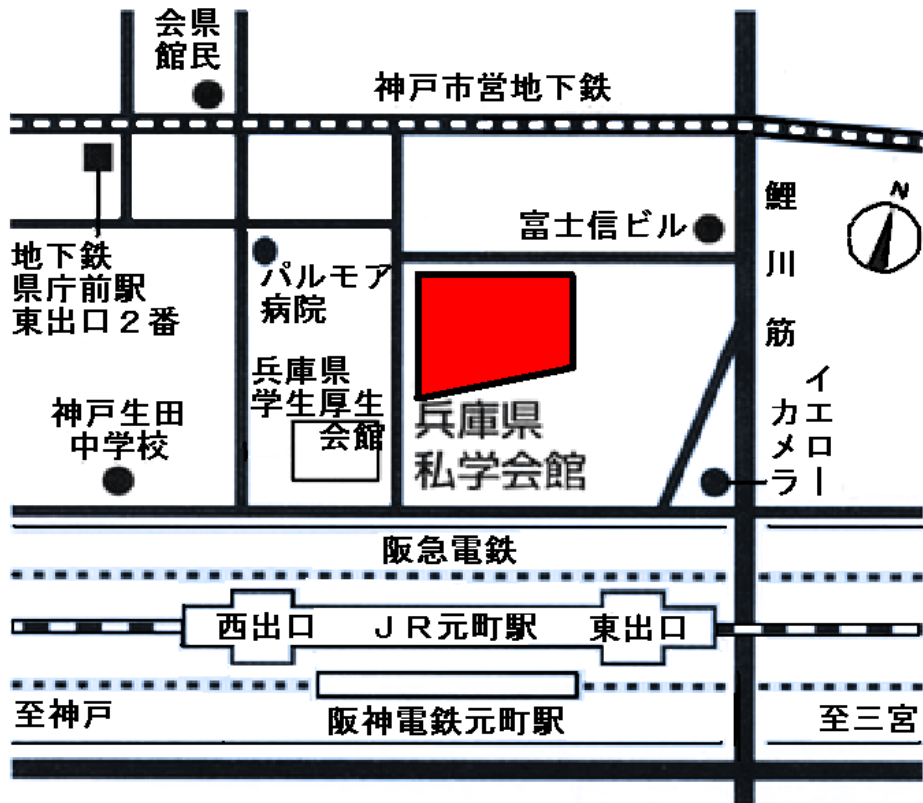 会県
館民
神戸市営地下鉄
N
鯉川筋
富士信ビル
地下鉄
県庁前駅
東出口２番
パルモア
病院
兵庫県
学生厚生
会館
兵庫県
私学会館
神戸生田
中学校
イエロー
カメラ
阪急電鉄
西出口
ＪＲ元町駅
東出口
至神戸
阪神電鉄元町駅
至三宮